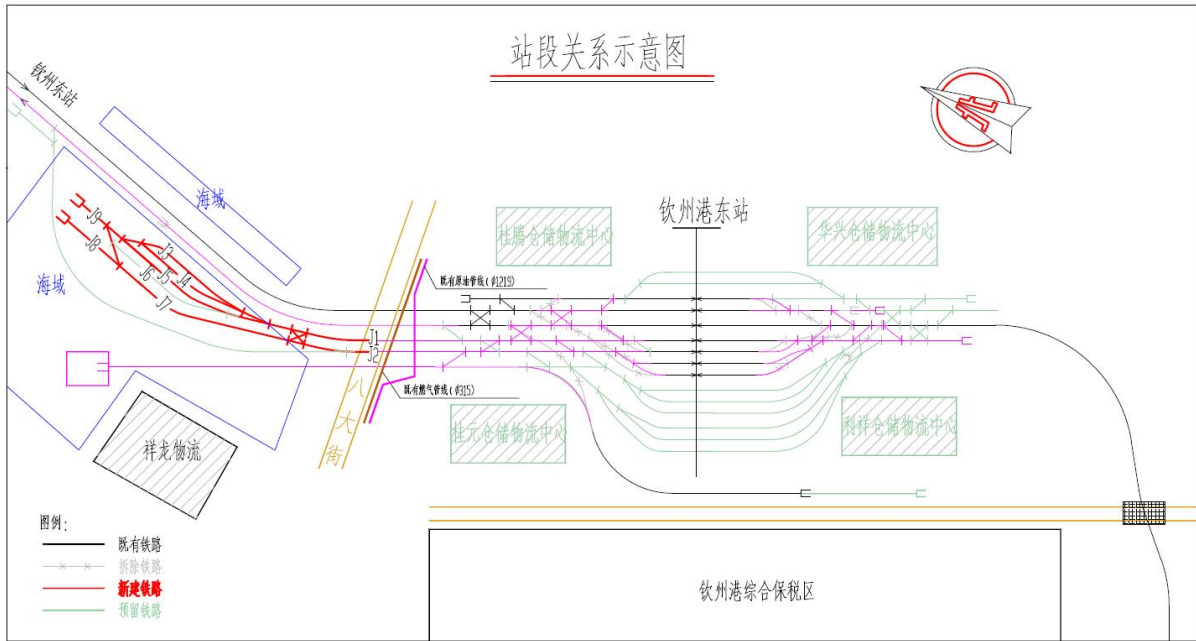 站段关系示意图
钦州东站
北
海域
钦州港东站
桂腾仓储物流中心
华兴仓储物流中心
J9
J3
J8
J6
J5
J4
J7
海域
既有原油管线(Φ1219)
J1
J2
既有燃气管线(Φ315)
八大街
桂元仓储物流中心
利祥仓储物流中心
祥龙物流
图例:
既有铁路
拆除铁路
新建铁路
预留铁路
钦州港综合保税区